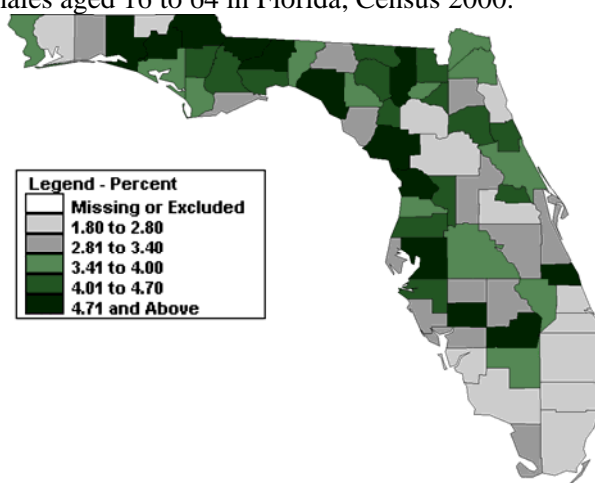 ales aged 16 to 64 in Florida, Census 2000.
Legend - Percent
Missing or Excluded
1.80 to 2.80
2.81 to 3.40
3.41 to 4.00
4.01 to 4.70
4.71 and Above